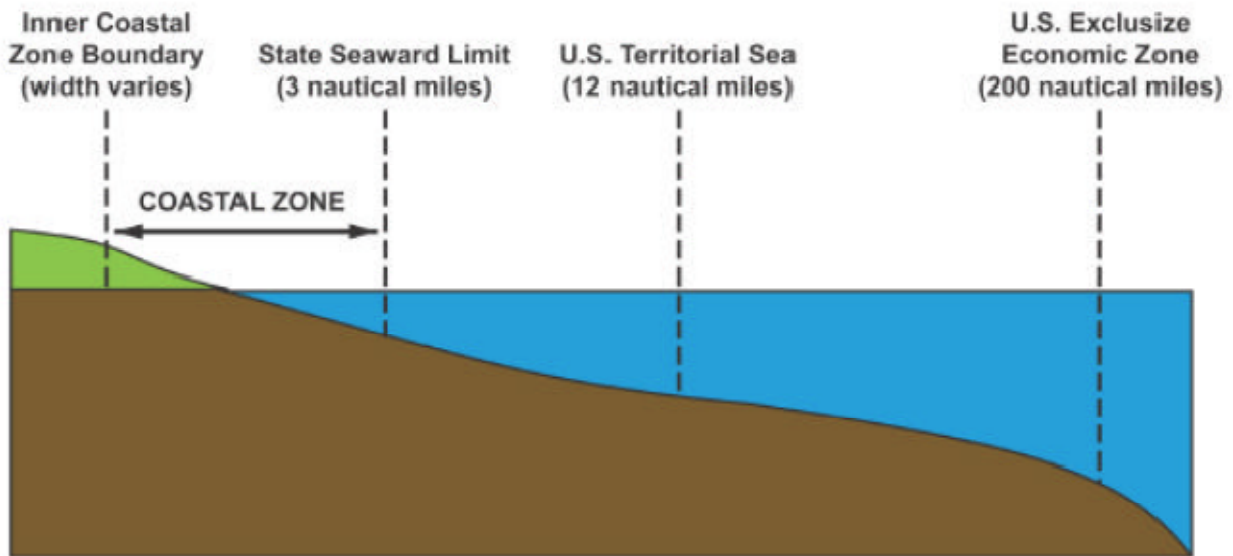 Inner Coastal
Zone Boundary
(width varies)
State Seaward Limit
(3 nautical miles)
U.S. Territorial Sea
(12 nautical miles)
U.S. Exclusize
Economic Zone
(200 nautical miles)
COASTAL ZONE